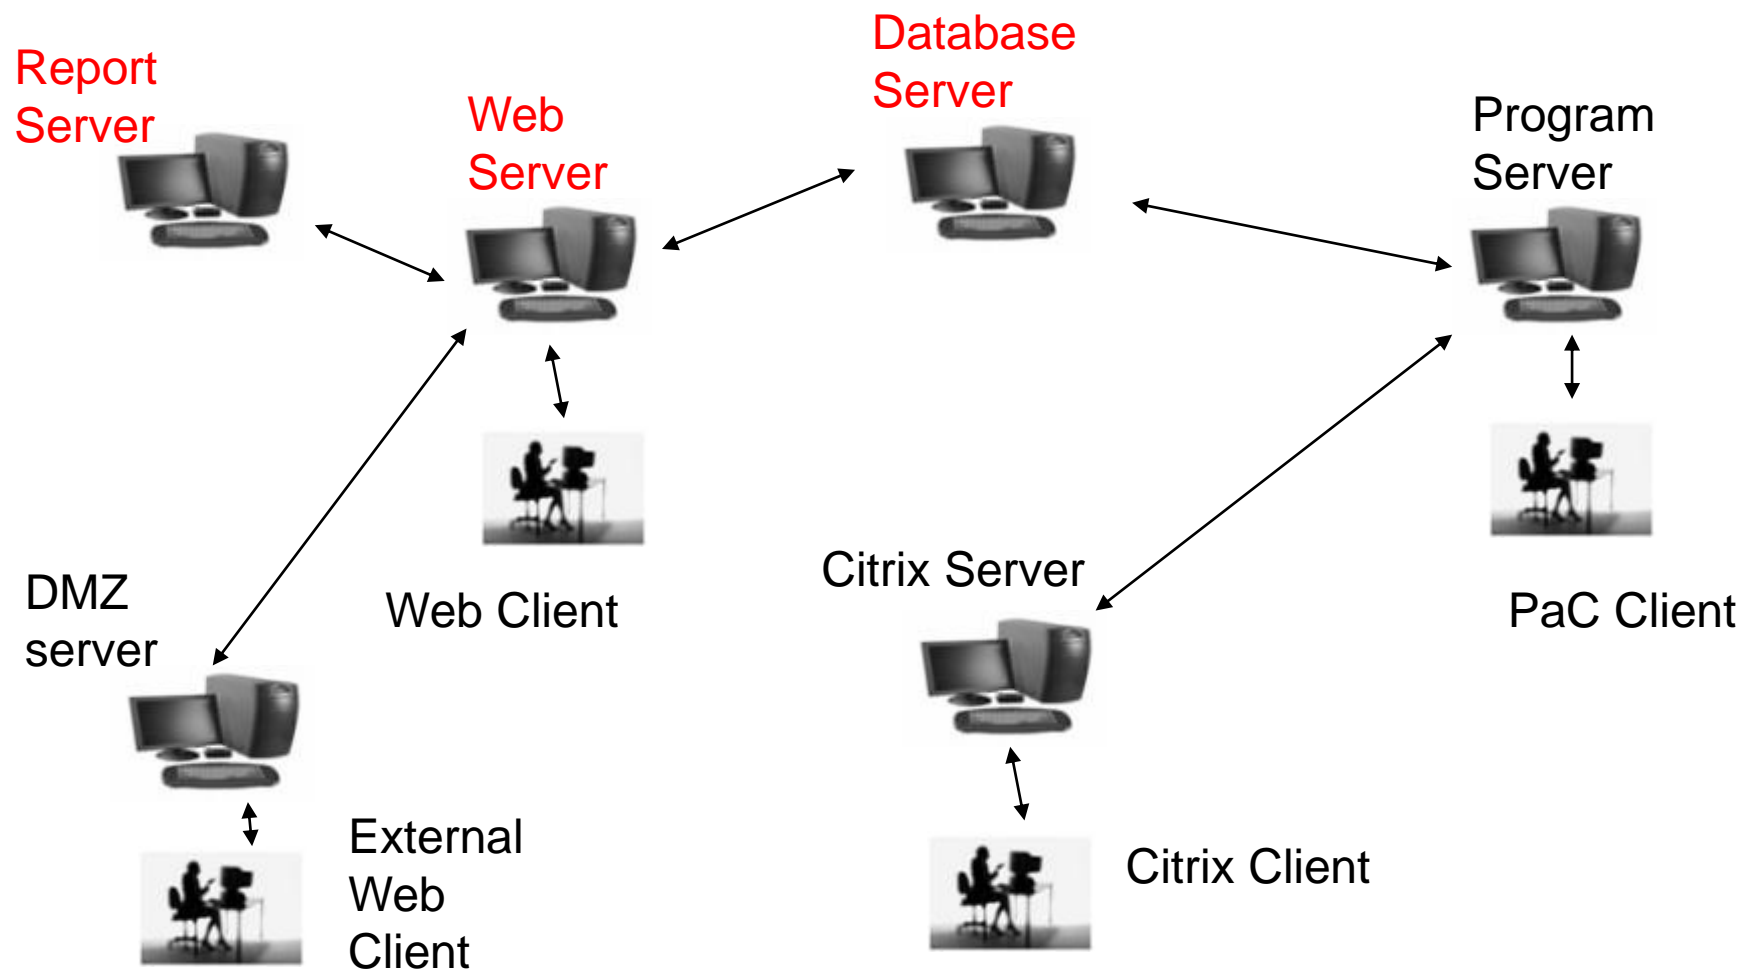 Report
Server
Web
Server
Database
Server
Program
Server
DMZ
server
Web Client
Citrix Server
PaC Client
External
Web
Client
Citrix Client